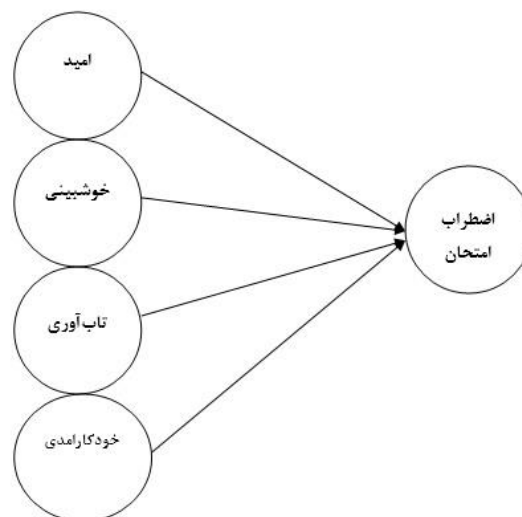 امید
خوشبینی
تاب‌آوری
خودکارامدی
اضطراب
امتحان